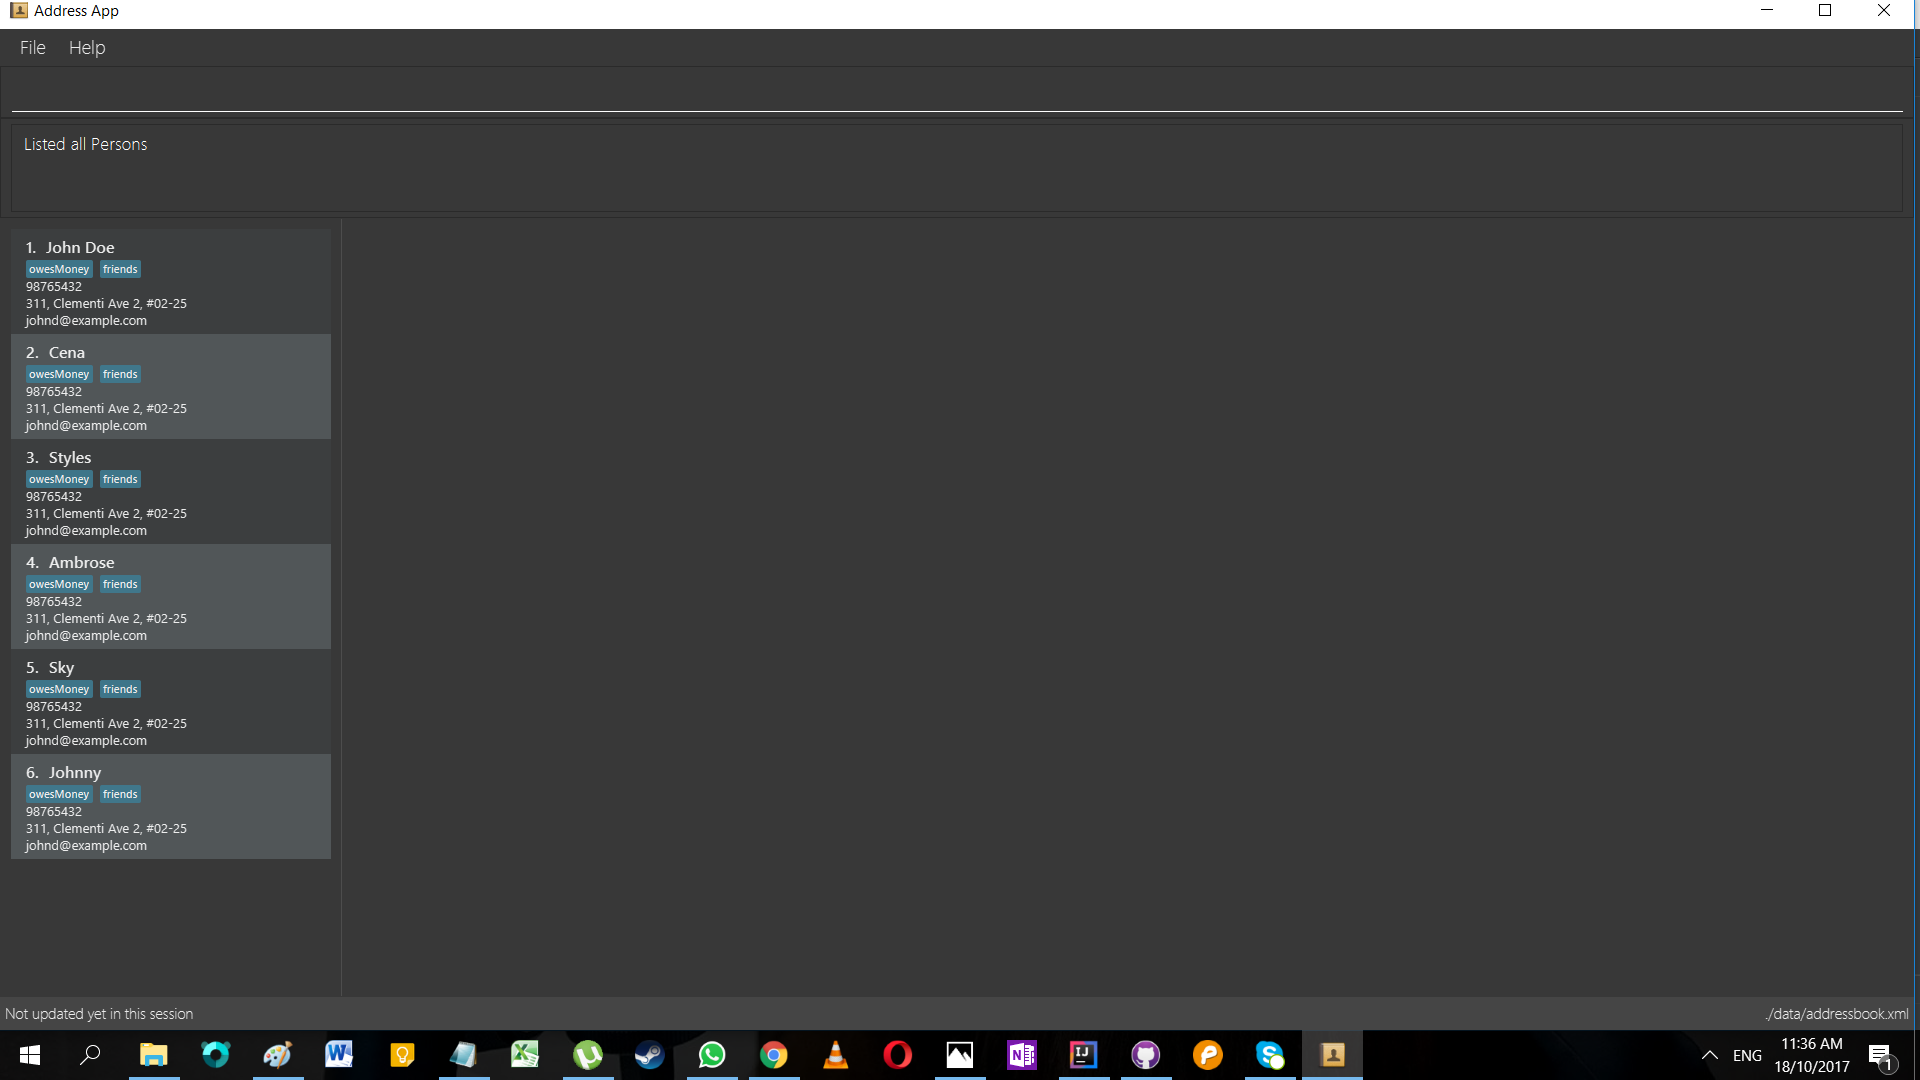 Address App
File Help
Listed all Persons
1. John Doe
owesMoney friends
98765432
311, Clementi Ave 2, #02-25
johnd@example.com
2. Cena
owesMoney friends
98765432
311, Clementi Ave 2, #02-25
johnd@example.com
3. Styles
owesMoney friends
98765432
311, Clementi Ave 2, #02-25
johnd@example.com
4. Ambrose
owesMoney friends
98765432
311, Clementi Ave 2, #02-25
johnd@example.com
5. Sky
owesMoney friends
98765432
311, Clementi Ave 2, #02-25
johnd@example.com
6. Johnny
owesMoney friends
98765432
311, Clementi Ave 2, #02-25
johnd@example.com
Not updated yet in this session
./data/addressbook.xml
ENG
11:36 AM
18/10/2017
1